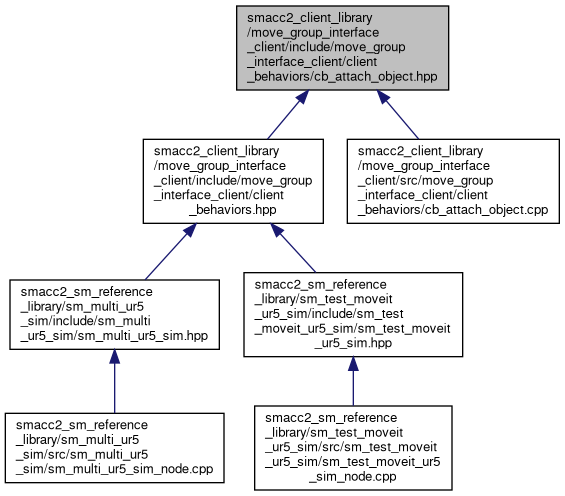 smacc2_client_library
/move_group_interface
_client/include/move_group
_interface_client/client
_behaviors/cb_attach_object.hpp
smacc2_client_library
/move_group_interface
_client/include/move_group
_interface_client/client
_behaviors.hpp
smacc2_client_library
/move_group_interface
_client/src/move_group
_interface_client/client
_behaviors/cb_attach_object.cpp
smacc2_sm_reference
_library/sm_multi_ur5
_sim/include/sm_multi
_ur5_sim/sm_multi_ur5_sim.hpp
smacc2_sm_reference
_library/sm_test_moveit
_ur5_sim/include/sm_test
_moveit_ur5_sim/sm_test_moveit
_ur5_sim.hpp
smacc2_sm_reference
_library/sm_multi_ur5
_sim/src/sm_multi_ur5
_sim/sm_multi_ur5_sim_node.cpp
smacc2_sm_reference
_library/sm_test_moveit
_ur5_sim/src/sm_test_moveit
_ur5_sim/sm_test_moveit_ur5
_sim_node.cpp